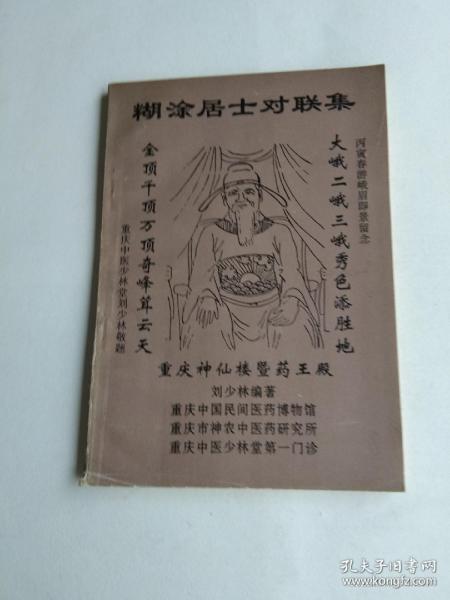 糊涂居士对联集
丙寅春游峨眉即景留念
大峨二峨三峨秀色添胜地
金顶千顶万顶奇峰耸云天
重庆中医少林堂刘少林敬题
重庆神仙楼暨药王殿
刘少林编著
重庆中国民间医药博物馆
重庆市神农中医药研究所
重庆中医少林堂第一门诊
孔夫子旧书网
www.kongfz.com